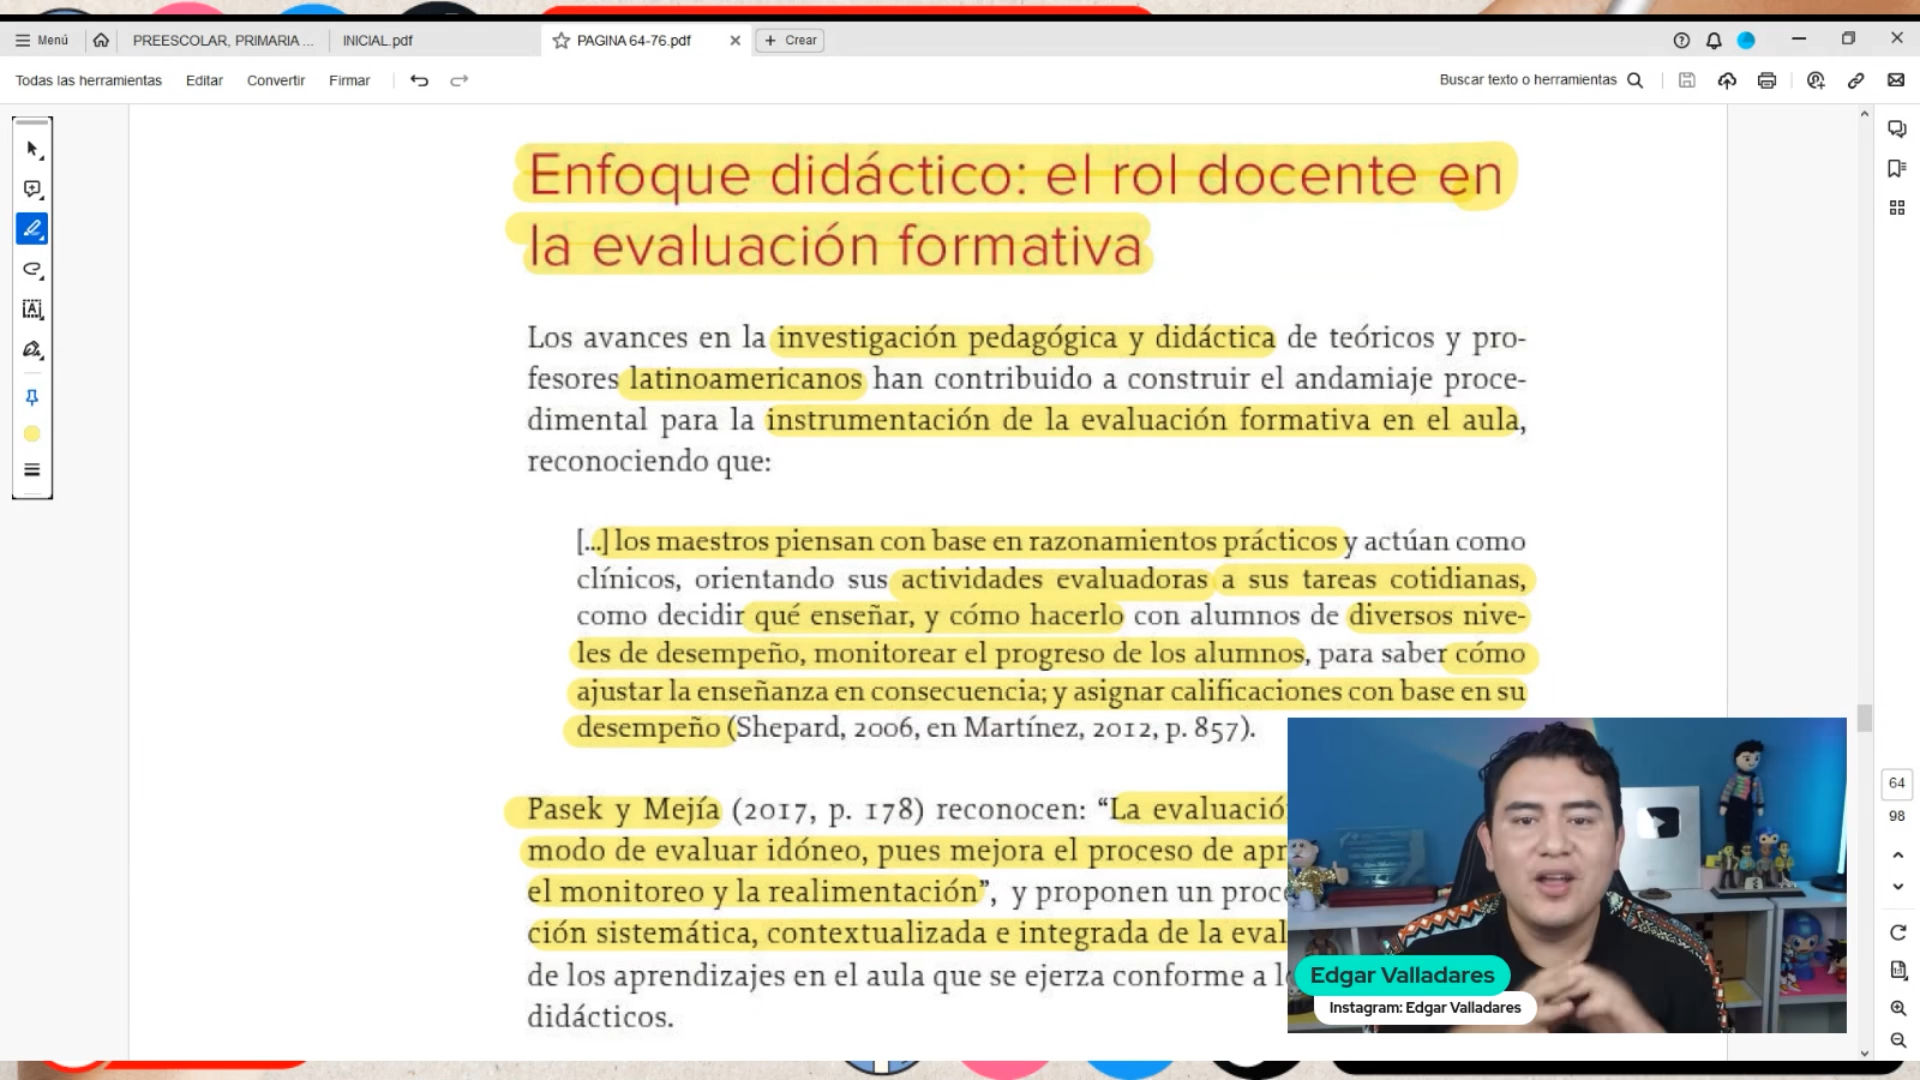 Menú
PREESCOLAR, PRIMARIA ...
INICIAL.pdf
PAGINA 64-76.pdf
Crear
Todas las herramientas
Editar
Convertir
Firmar
Buscar texto o herramientas
Enfoque didáctico: el rol docente en
la evaluación formativa
Los avances en la investigación pedagógica y didáctica de teóricos y pro-
fesores latinoamericanos han contribuido a construir el andamiaje proce-
dimental para la instrumentación de la evaluación formativa en el aula,
reconociendo que:
[...] los maestros piensan con base en razonamientos prácticos y actúan como
clínicos, orientando sus actividades evaluadoras a sus tareas cotidianas,
como decidir qué enseñar, y cómo hacerlo con alumnos de diversos nive-
les de desempeño, monitorear el progreso de los alumnos, para saber cómo
ajustar la enseñanza en consecuencia; y asignar calificaciones con base en su
desempeño (Shepard, 2006, en Martínez, 2012, p. 857).
Pasek y Mejía (2017, p. 178) reconocen: “La evaluació
modo de evaluar idóneo, pues mejora el proceso de apr
el monitoreo y la realimentación”, y proponen un proc
ción sistemática, contextualizada e integrada de la eval
de los aprendizajes en el aula que se ejerza conforme a l
didácticos.
64
98
Edgar Valladares
Instagram: Edgar Valladares